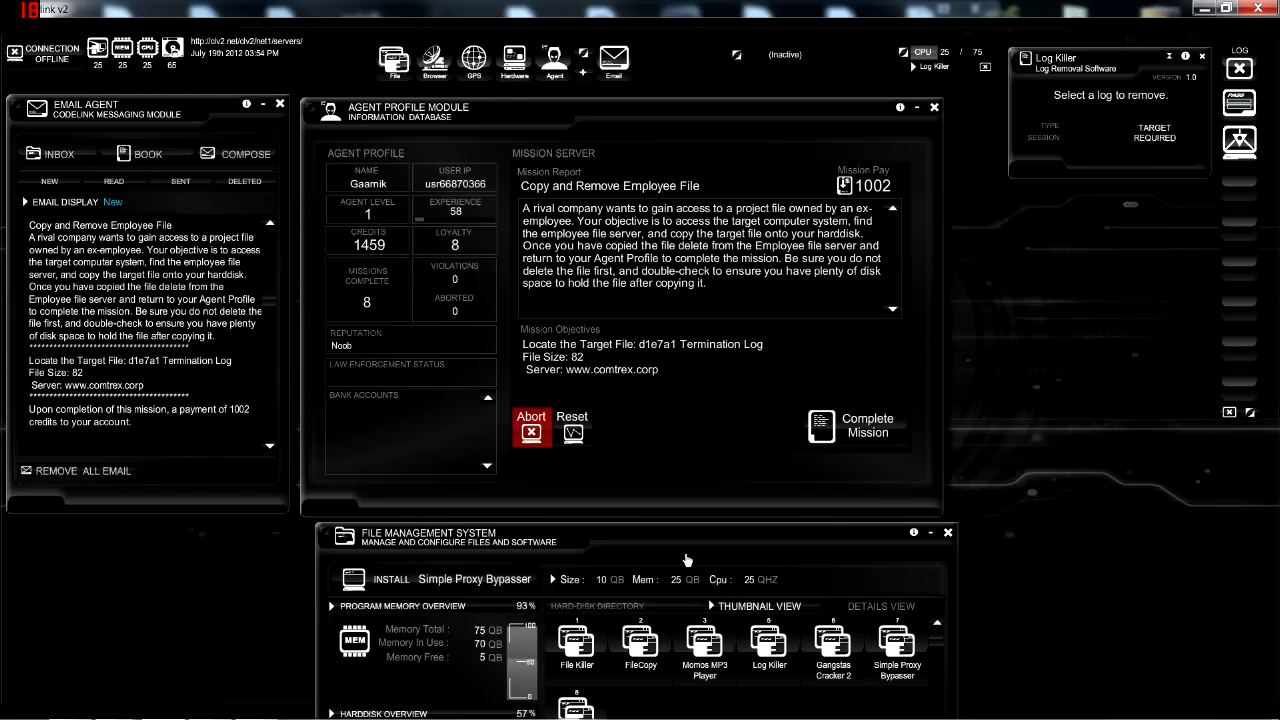 18
link v2
CONNECTION
OFFLINE
MEM
CPU
25
25
25
65
http://clv2.net/clv2/net1/servers/
July 19th 2012 03:54 PM
File
Browser
GPS
Hardware
Agent
Email
(Inactive)
CPU 25 / 75
Log Killer
Log Killer
Log Removal Software
VERSION: 1.0
Select a log to remove.
TYPE
SESSION
TARGET
REQUIRED
LOG
PASS
EMAIL AGENT
CODELINK MESSAGING MODULE
INBOX
BOOK
COMPOSE
NEW
READ
SENT
DELETED
EMAIL DISPLAY New
Copy and Remove Employee File
A rival company wants to gain access to a project file
owned by an ex-employee. Your objective is to access
the target computer system, find the employee file
server, and copy the target file onto your harddisk.
Once you have copied the file delete from the
Employee file server and return to your Agent Profile
to complete the mission. Be sure you do not delete the
file first, and double-check to ensure you have plenty
of disk space to hold the file after copying it.
****************************************
Locate the Target File: d1e7a1 Termination Log
File Size: 82
Server: www.comtrex.corp
****************************************
Upon completion of this mission, a payment of 1002
credits to your account.
REMOVE ALL EMAIL
AGENT PROFILE MODULE
INFORMATION DATABASE
AGENT PROFILE
NAME
Gaarnik
USER IP
usr66870366
AGENT LEVEL
1
EXPERIENCE
58
CREDITS
1459
LOYALTY
8
MISSIONS
COMPLETE
8
VIOLATIONS
0
ABORTED
0
REPUTATION
Noob
LAW ENFORCEMENT STATUS
BANK ACCOUNTS
MISSION SERVER
Mission Report
Copy and Remove Employee File
Mission Pay
1002
A rival company wants to gain access to a project file owned by an ex-
employee. Your objective is to access the target computer system, find
the employee file server, and copy the target file onto your harddisk.
Once you have copied the file delete from the Employee file server and
return to your Agent Profile to complete the mission. Be sure you do not
delete the file first, and double-check to ensure you have plenty of disk
space to hold the file after copying it.
Mission Objectives
Locate the Target File: d1e7a1 Termination Log
File Size: 82
Server: www.comtrex.corp
Abort
Reset
Complete
Mission
FILE MANAGEMENT SYSTEM
MANAGE AND CONFIGURE FILES AND SOFTWARE
INSTALL Simple Proxy Bypasser
Size : 10 QB Mem : 25 QB Cpu : 25 QHZ
PROGRAM MEMORY OVERVIEW 93%
MEM
Memory Total : 75 QB
Memory In Use : 70 QB
Memory Free : 5 QB
100
50
0
HARDDISK OVERVIEW 57%
HARD-DISK DIRECTORY
THUMBNAIL VIEW
DETAILS VIEW
1
File Killer
2
FileCopy
3
Momos MP3
Player
5
Log Killer
6
Gangstas
Cracker 2
7
Simple Proxy
Bypasser
8